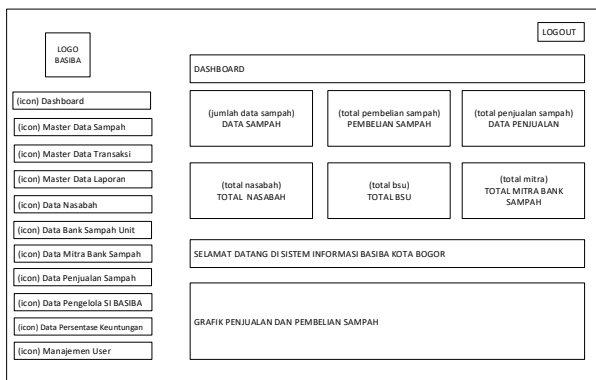 LOGOUT
LOGO
BASIBA
DASHBOARD
(icon) Dashboard
(icon) Master Data Sampah
(icon) Master Data Transaksi
(icon) Master Data Laporan
(icon) Data Nasabah
(icon) Data Bank Sampah Unit
(icon) Data Mitra Bank Sampah
(icon) Data Penjualan Sampah
(icon) Data Pengelola SI BASIBA
(icon) Data Persentase Keuntungan
(icon) Manajemen User
(jumlah data sampah)
DATA SAMPAH
(total pembelian sampah)
PEMBELIAN SAMPAH
(total penjualan sampah)
DATA PENJUALAN
(total nasabah)
TOTAL NASABAH
(total bsu)
TOTAL BSU
(total mitra)
TOTAL MITRA BANK
SAMPAH
SELAMAT DATANG DI SISTEM INFORMASI BASIBA KOTA BOGOR
GRAFIK PENJUALAN DAN PEMBELIAN SAMPAH